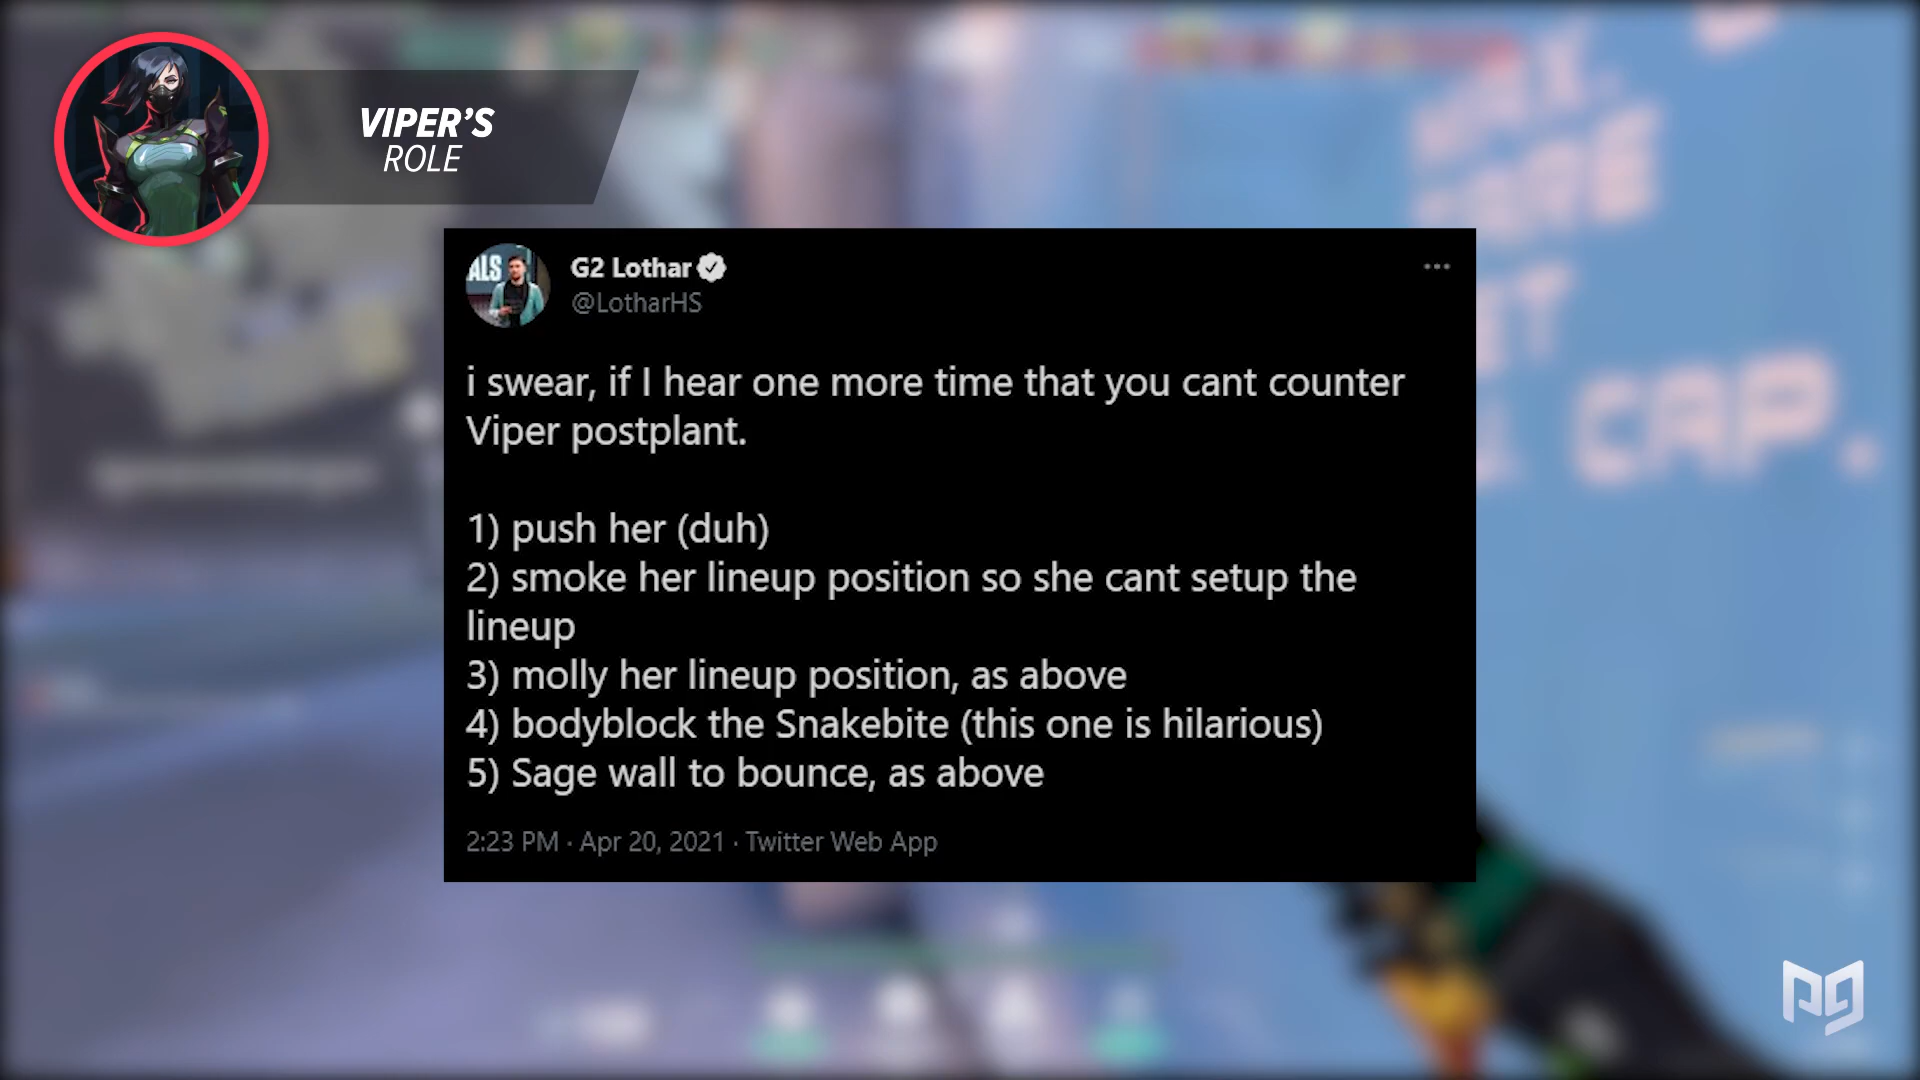 VIPER'S
ROLE
G2 Lothar
@LotharHS
i swear, if I hear one more time that you cant counter
Viper postplant.
1) push her (duh)
2) smoke her lineup position so she cant setup the
lineup
3) molly her lineup position, as above
4) bodyblock the Snakebite (this one is hilarious)
5) Sage wall to bounce, as above
2:23 PM · Apr 20, 2021 · Twitter Web App
ALS
CAP.